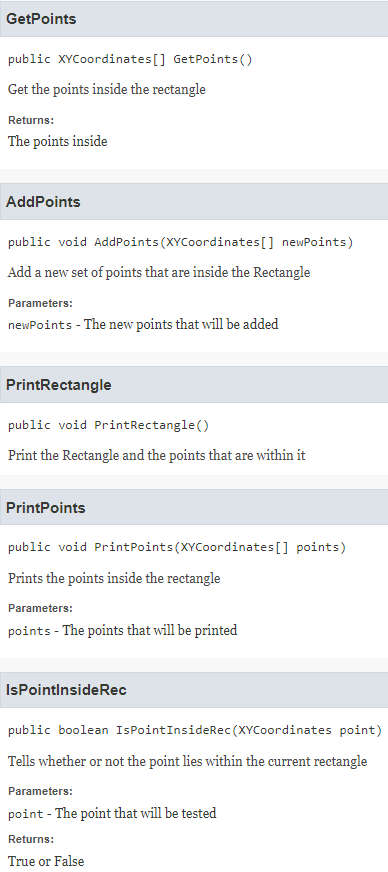 GetPoints
public XYCoordinates[] GetPoints()
Get the points inside the rectangle
Returns:
The points inside
AddPoints
public void AddPoints(XYCoordinates[] newPoints)
Add a new set of points that are inside the Rectangle
Parameters:
newPoints - The new points that will be added
PrintRectangle
public void PrintRectangle()
Print the Rectangle and the points that are within it
PrintPoints
public void PrintPoints(XYCoordinates[] points)
Prints the points inside the rectangle
Parameters:
points - The points that will be printed
IsPointInsideRec
public boolean IsPointInsideRec(XYCoordinates point)
Tells whether or not the point lies within the current rectangle
Parameters:
point - The point that will be tested
Returns:
True or False